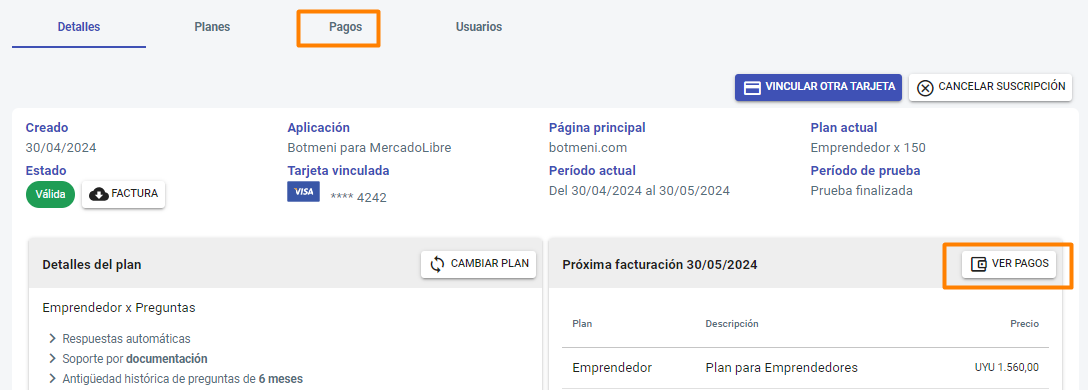 Detalles Planes Pagos Usuarios
VINCULAR OTRA TARJETA CANCELAR SUSCRIPCIÓN
Creado Aplicación Página principal Plan actual
30/04/2024 Botmeni para MercadoLibre botmeni.com Emprendedor x 150
Estado Tarjeta vinculada Período actual Período de prueba
Válida FACTURA VISA **** 4242 Del 30/04/2024 al 30/05/2024 Prueba finalizada
Detalles del plan CAMBIAR PLAN Próxima facturación 30/05/2024 VER PAGOS
Emprendedor x Preguntas
Plan Descripción Precio
Respuestas automáticas
Soporte por documentación
Emprendedor Plan para Emprendedores UYU 1.560,00
Antigüedad histórica de preguntas de 6 meses